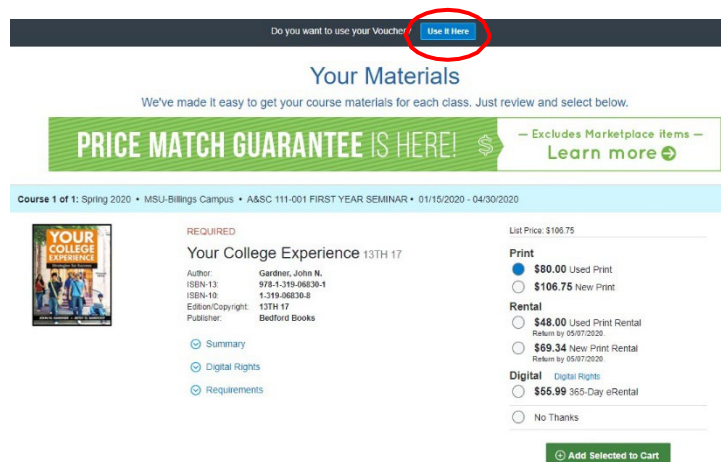 Do you want to use your Voucher? Use It Here
Your Materials
We've made it easy to get your course materials for each class. Just review and select below.
PRICE MATCH GUARANTEE IS HERE! $
— Excludes Marketplace items —
Learn more
Course 1 of 1: Spring 2020 • MSU-Billings Campus • A&SC 111-001 FIRST YEAR SEMINAR • 01/15/2020 - 04/30/2020
YOUR
COLLEGE
EXPERIENCE
Strategies for Success
REQUIRED
Your College Experience 13TH 17
Author: Gardner, John N.
ISBN-13: 978-1-319-06830-1
ISBN-10: 1-319-06830-8
Edition/Copyright: 13TH 17
Publisher: Bedford Books
Summary
Digital Rights
Requirements
List Price: $106.75
Print
$80.00 Used Print
$106.75 New Print
Rental
$48.00 Used Print Rental
Return by 05/07/2020.
$69.34 New Print Rental
Return by 05/07/2020.
Digital Digital Rights
$55.99 365-Day eRental
No Thanks
Add Selected to Cart